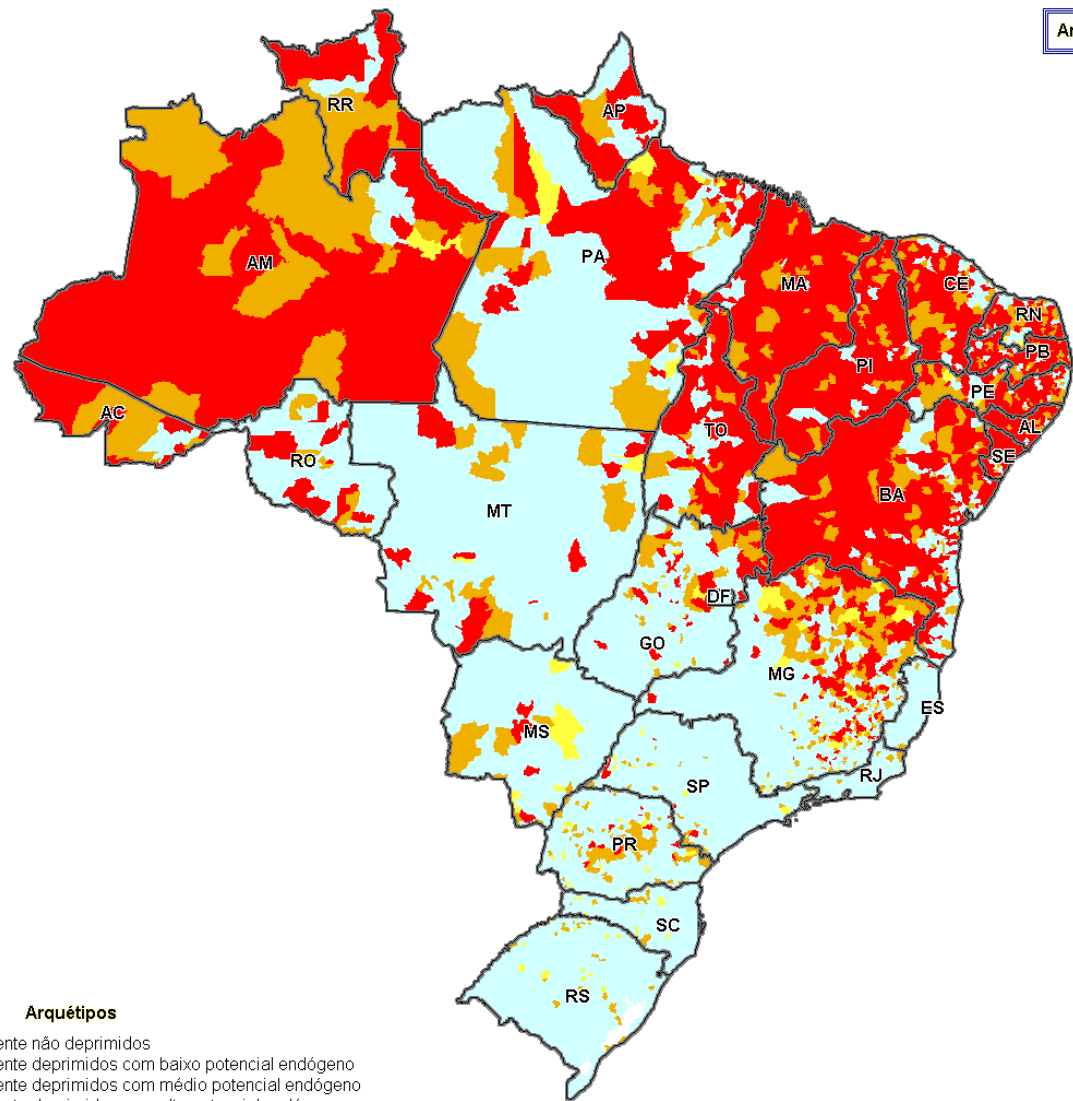 Ar
RR
AP
AM
PA
MA
CE
RN
PB
PI
PE
AC
TO
AL
SE
RO
BA
MT
DF
GO
MG
ES
MS
RJ
SP
PR
SC
RS
Arquétipos
ente não deprimidos
ente deprimidos com baixo potencial endógeno
ente deprimidos com médio potencial endógeno